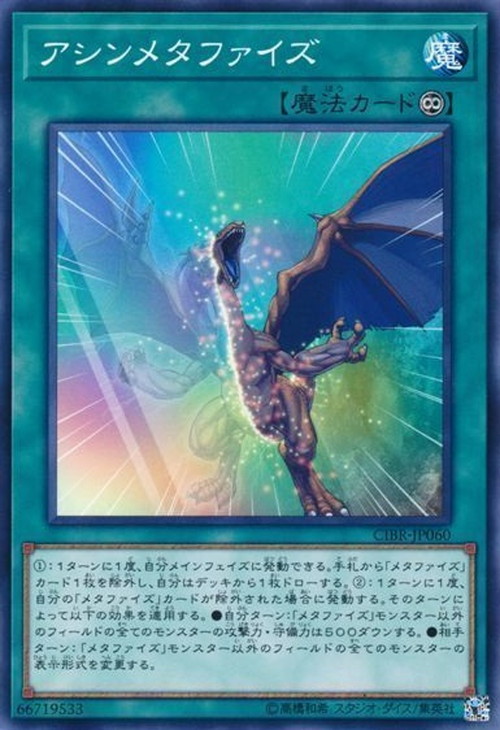 アシンメタファイズ
魔
【魔法カード】
CIBR-JP060
①:1ターンに1度、自分メインフェイズに発動できる。手札から「メタファイズ」
カード1枚を除外し、自分はデッキから1枚ドローする。②:1ターンに1度、
自分の「メタファイズ」カードが除外された場合に発動する。そのターンに
よって以下の効果を適用する。●自分ターン:「メタファイズ」モンスター以外
のフィールドの全てのモンスターの攻撃力・守備力は500ダウンする。●相手
ターン:「メタファイズ」モンスター以外のフィールドの全てのモンスターの
表示形式を変更する。
66719533
©高橋和希 スタジオ・ダイス/集英社